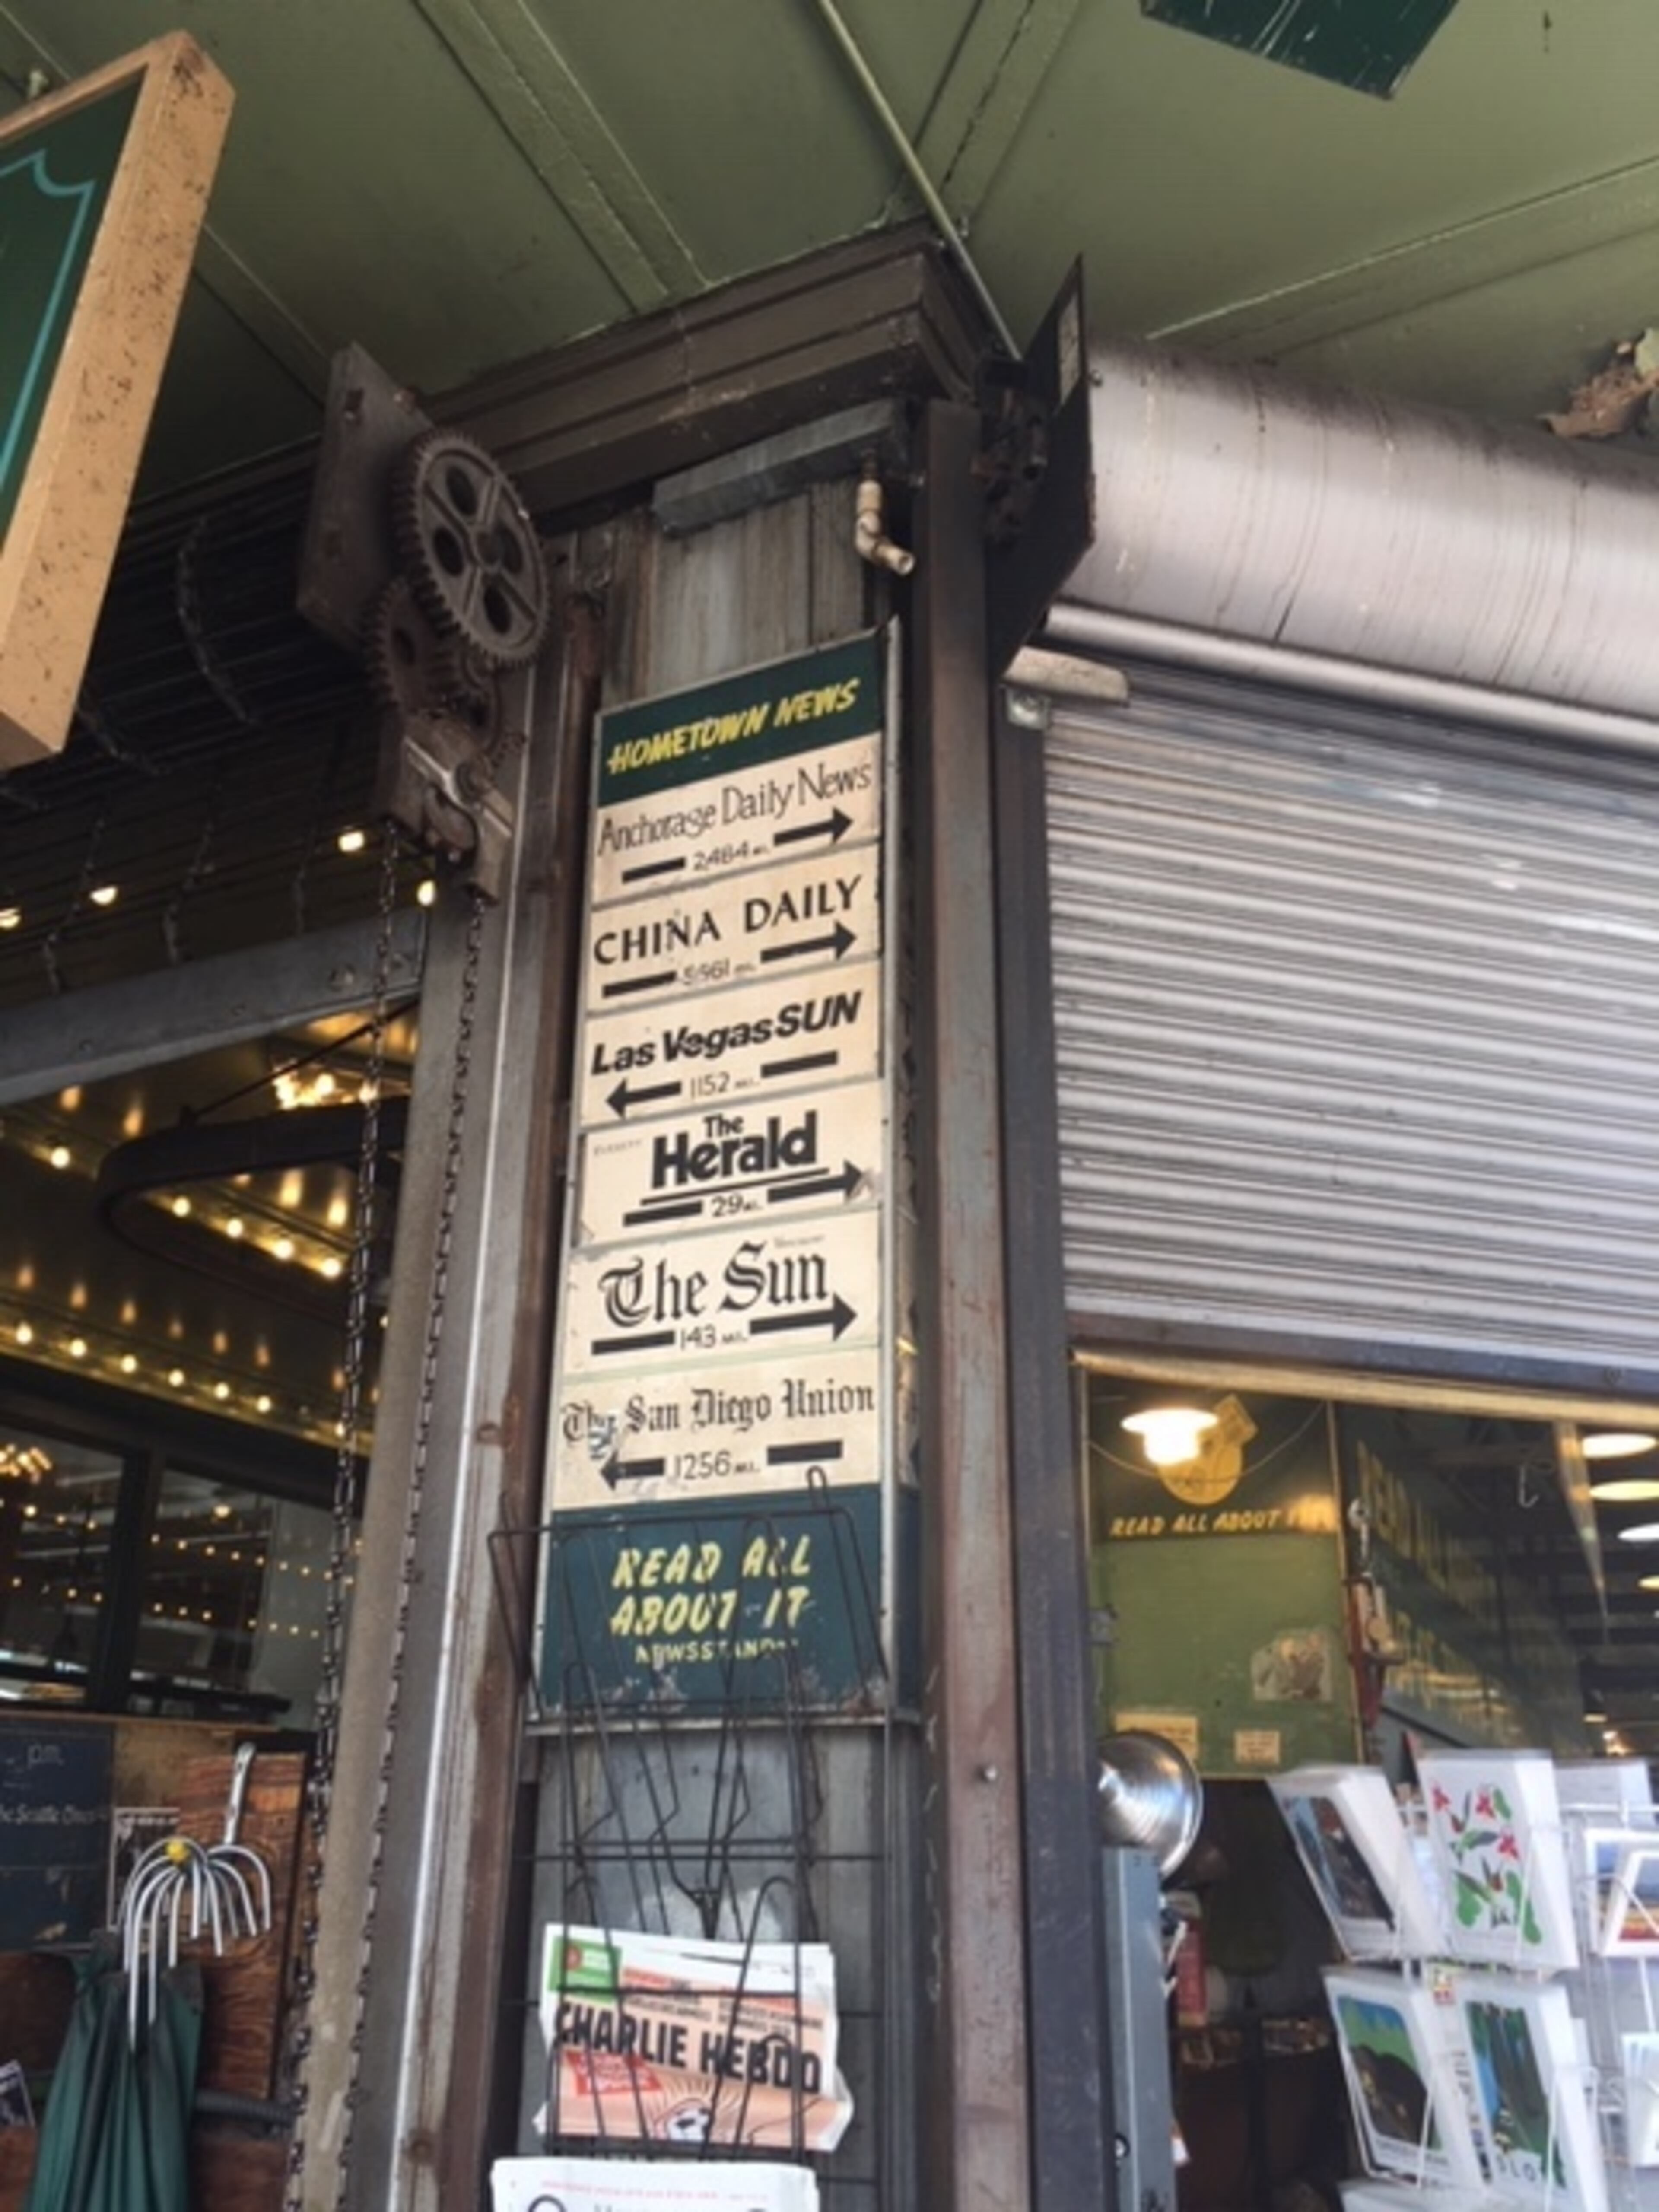 HOMETOWN NEWS
Anchorage Daily News
2484 MI.
CHINA DAILY
5961 MI.
Las Vegas SUN
1152 MI.
EVERETT
The
Herald
29 MI.
The Sun
143 MI.
The San Diego Union
1256 MI.
READ ALL
ABOUT IT
NEWSSTAND
READ ALL ABOUT
CHARLIE HEBDO